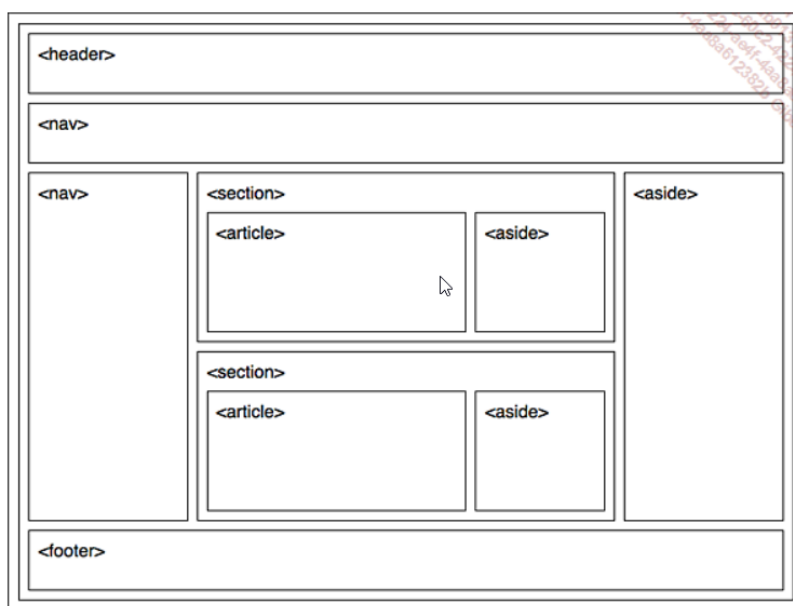 <header>
<nav>
<nav>
<section>
<aside>
<article>
<aside>
<section>
<article>
<aside>
<footer>